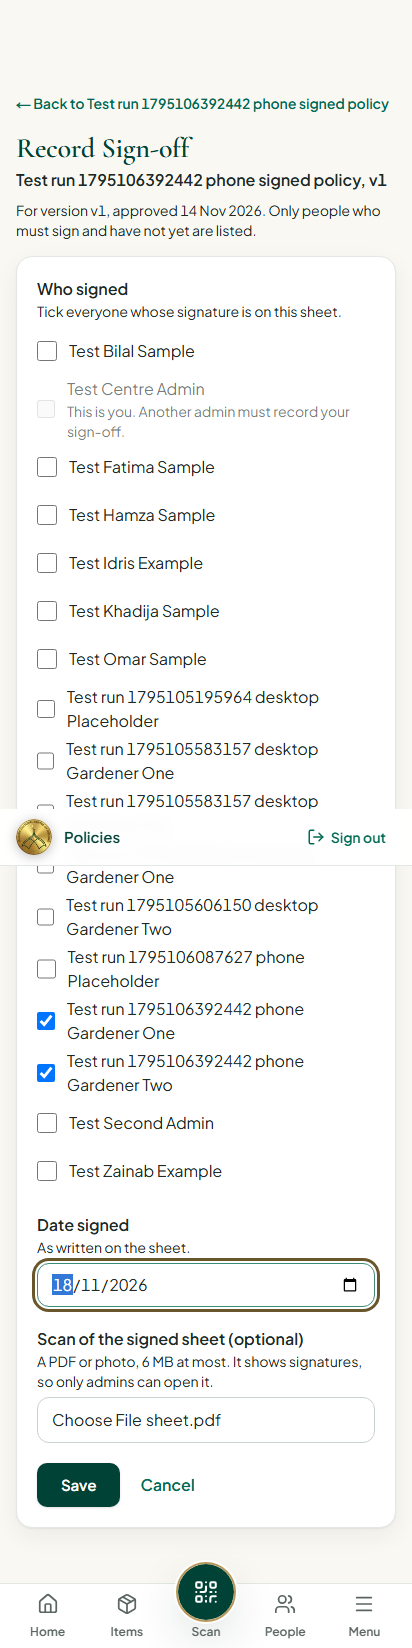 ← Back to Test run 1795106392442 phone signed policy
Record Sign-off
Test run 1795106392442 phone signed policy, v1
For version v1, approved 14 Nov 2026. Only people who
must sign and have not yet are listed.
Who signed
Tick everyone whose signature is on this sheet.
Test Bilal Sample
Test Centre Admin
This is you. Another admin must record your
sign-off.
Test Fatima Sample
Test Hamza Sample
Test Idris Example
Test Khadija Sample
Test Omar Sample
Test run 1795105195964 desktop
Placeholder
Test run 1795105583157 desktop
Gardener One
Test run 1795105583157 desktop
Policies
Sign out
Gardener One
Test run 1795105606150 desktop
Gardener Two
Test run 1795106087627 phone
Placeholder
Test run 1795106392442 phone
Gardener One
Test run 1795106392442 phone
Gardener Two
Test Second Admin
Test Zainab Example
Date signed
As written on the sheet.
18/11/2026
Scan of the signed sheet (optional)
A PDF or photo, 6 MB at most. It shows signatures,
so only admins can open it.
Choose File sheet.pdf
Save
Cancel
Home
Items
Scan
People
Menu